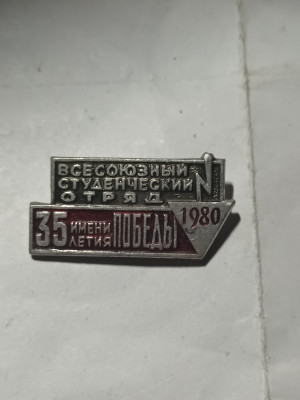 ВСЕСОЮЗНЫЙ
СТУДЕНЧЕСКИЙ
ОТРЯД
35 ИМЕНИ
ЛЕТИЯ ПОБЕДЫ
1980